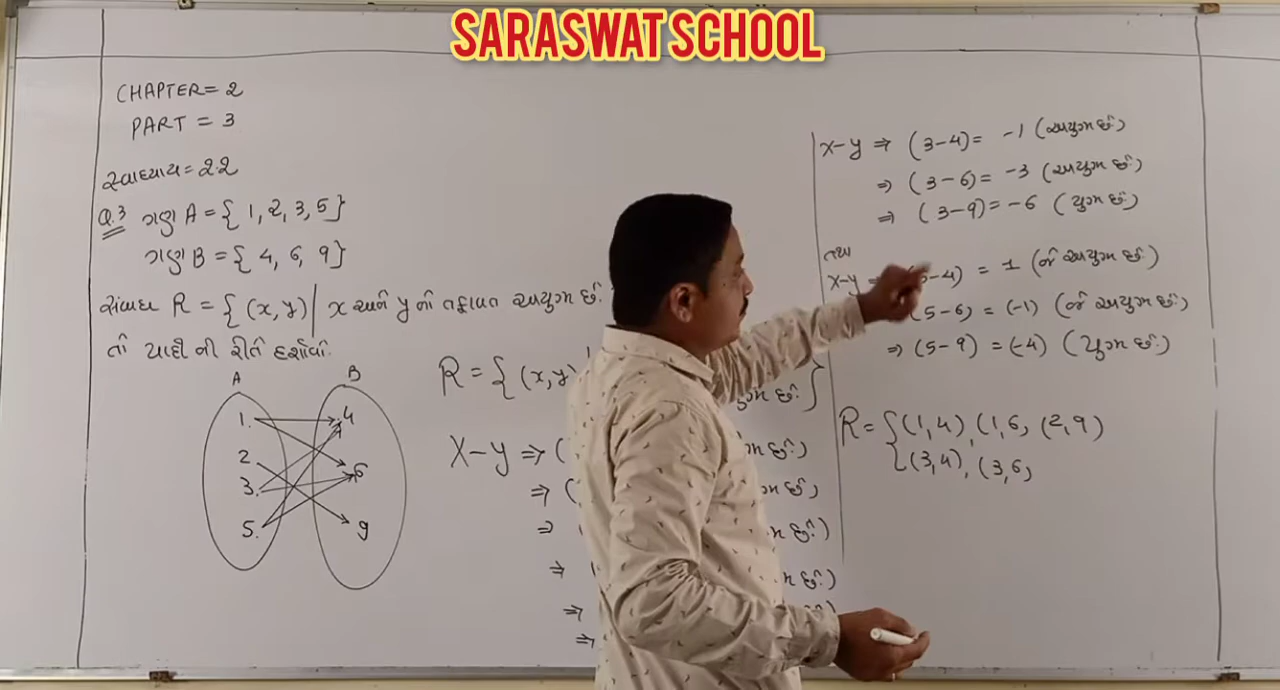 SARASWAT SCHOOL
CHAPTER = 2
PART = 3
સ્વાધ્યાય = 2.2
Q.3 ગણ A = { 1, 2, 3, 5 }
ગણ B = { 4, 6, 9 }
સંબંધ R = { (x, y) | x અને y નો તફાવત અયુગ્મ છે.
તો યાદી ની રીતે દર્શાવો.
A B
1. .4
2
3. 6
5. 9
R = { (x, y) છે. }
X-y ⇒ (
⇒ (
⇒
⇒
⇒
⇒
x-y ⇒ (3-4) = -1 (અયુગ્મ છે.)
⇒ (3-6) = -3 (અયુગ્મ છે.)
⇒ (3-9) = -6 (યુગ્મ છે.)
તથા
x-y = -4) = 1 (જે અયુગ્મ છે.)
(5-6) = (-1) (જે અયુગ્મ છે.)
⇒ (5-9) = (-4) (યુગ્મ છે.)
R = { (1, 4), (1, 6, (2, 9)
(3, 4), (3, 6,